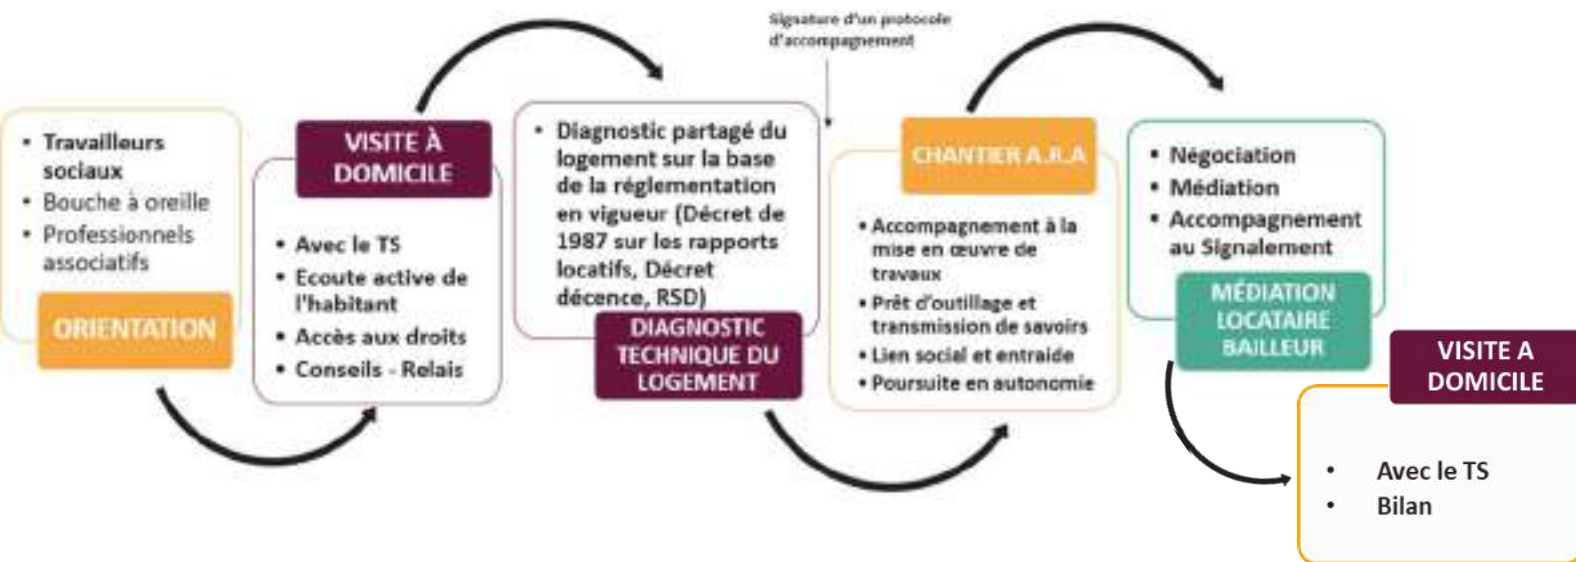 Travailleurs
sociaux
Bouche à oreille
Professionnels
associatifs
ORIENTATION
VISITE À
DOMICILE
Avec le TS
Ecoute active de
l'habitant
Accès aux droits
Conseils - Relais
Diagnostic partagé du
logement sur la base
de la réglementation
en vigueur (Décret de
1987 sur les rapports
locatifs, Décret
décence, RSD)
DIAGNOSTIC
TECHNIQUE DU
LOGEMENT
Signature d'un protocole
d'accompagnement
CHANTIER A.R.A
Accompagnement à la
mise en œuvre de
travaux
Prêt d'outillage et
transmission de savoirs
Lien social et entraide
Poursuite en autonomie
Négociation
Médiation
Accompagnement
au Signalement
MÉDIATION
LOCATAIRE
BAILLEUR
VISITE A
DOMICILE
Avec le TS
Bilan